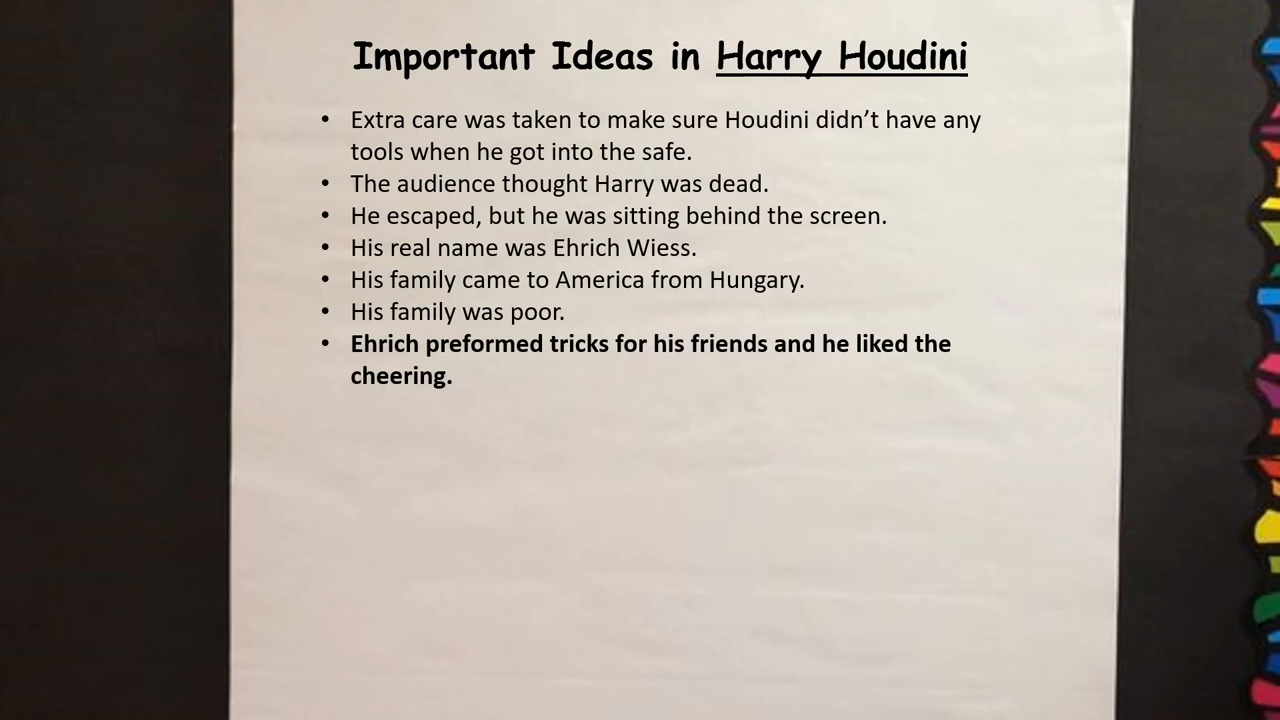 Important Ideas in Harry Houdini
• Extra care was taken to make sure Houdini didn’t have any
tools when he got into the safe.
• The audience thought Harry was dead.
• He escaped, but he was sitting behind the screen.
• His real name was Ehrich Wiess.
• His family came to America from Hungary.
• His family was poor.
• Ehrich preformed tricks for his friends and he liked the
cheering.